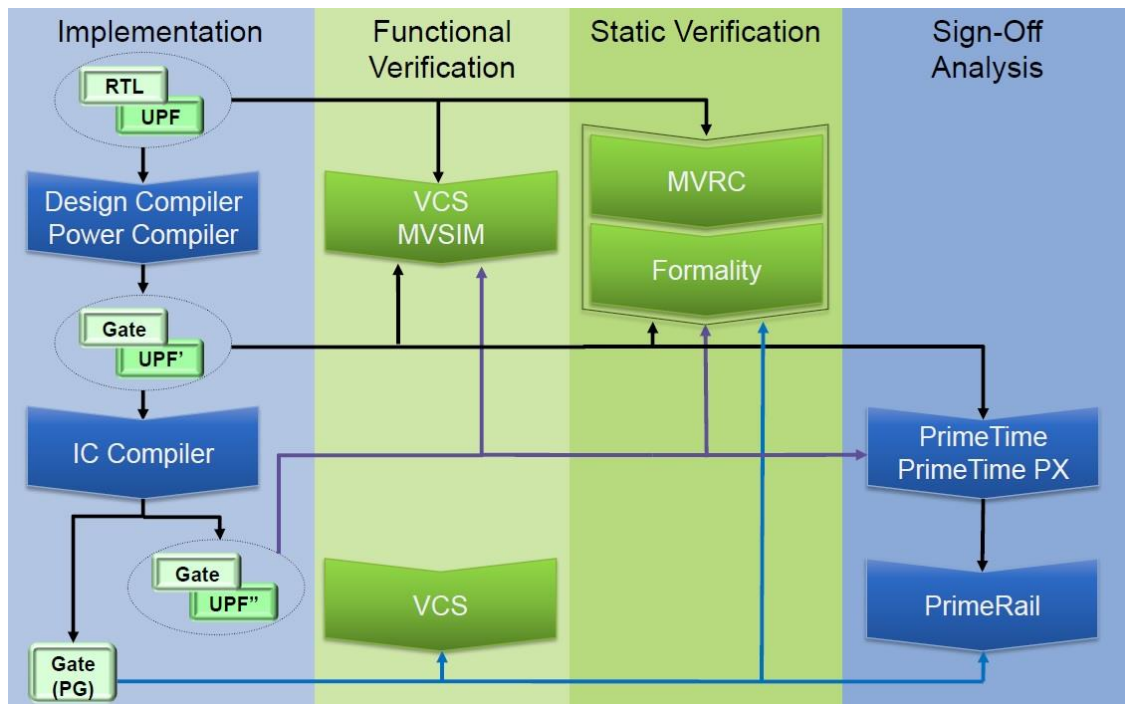 Implementation
Functional
Verification
Static Verification
Sign-Off
Analysis
RTL
UPF
Design Compiler
Power Compiler
VCS
MVSIM
MVRC
Formality
Gate
UPF’
IC Compiler
PrimeTime
PrimeTime PX
Gate
UPF”
VCS
PrimeRail
Gate
(PG)